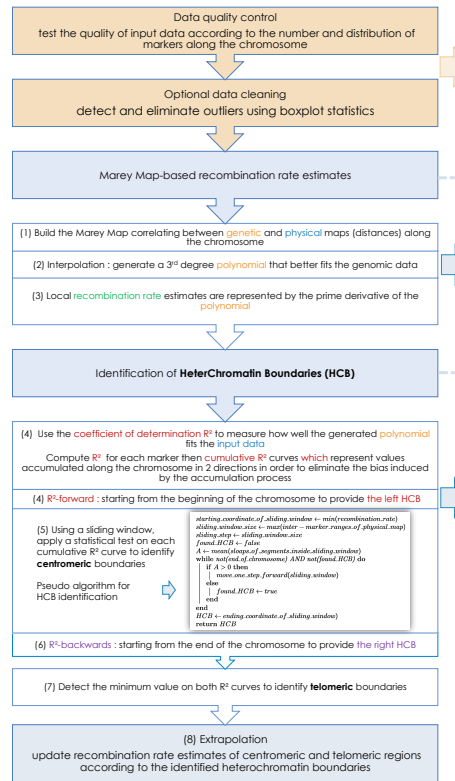 Data quality control
test the quality of input data according to the number and distribution of
markers along the chromosome
Optional data cleaning
detect and eliminate outliers using boxplot statistics
Marey Map-based recombination rate estimates
(1) Build the Marey Map correlating between genetic and physical maps (distances) along
the chromosome
(2) Interpolation : generate a 3rd degree polynomial that better fits the genomic data
(3) Local recombination rate estimates are represented by the prime derivative of the
polynomial
Identification of HeterChromatin Boundaries (HCB)
(4) Use the coefficient of determination R² to measure how well the generated polynomial
fits the input data
Compute R² for each marker then cumulative R² curves which represent values
accumulated along the chromosome in 2 directions in order to eliminate the bias induced
by the accumulation process
(4) R²-forward : starting from the beginning of the chromosome to provide the left HCB
(5) Using a sliding window,
apply a statistical test on each
cumulative R² curve to identify
centromeric boundaries
Pseudo algorithm for
HCB identification
starting.coordinate.of.sliding.window ← min(recombination.rate)
sliding.window.size ← max(inter − marker.ranges.of.physical.map)
sliding.step ← sliding.window.size
found.HCB ← false
A ← mean(sloaps.of.segments.inside.sliding.window)
while not(end.of.chromosome) AND not(found.HCB) do
if A > 0 then
move.one.step.forward(sliding.window)
else
found.HCB ← true
end
end
HCB ← ending.coordinate.of.sliding.window)
return HCB
(6) R²-backwards : starting from the end of the chromosome to provide the right HCB
(7) Detect the minimum value on both R² curves to identify telomeric boundaries
(8) Extrapolation
update recombination rate estimates of centromeric and telomeric regions
according to the identified heterochromatin boundaries